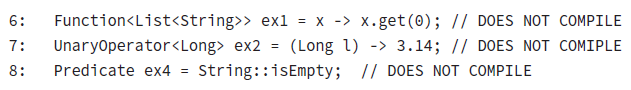 6: Function<List<String>> ex1 = x -> x.get(0); // DOES NOT COMPILE
7: UnaryOperator<Long> ex2 = (Long l) -> 3.14; // DOES NOT COMIPLE
8: Predicate ex4 = String::isEmpty; // DOES NOT COMPILE